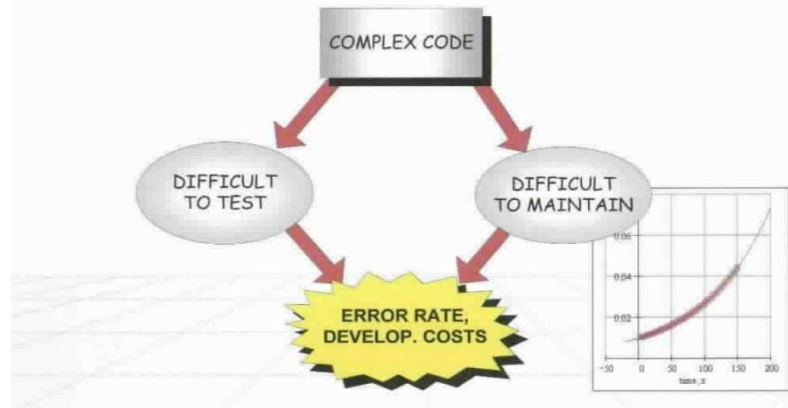 COMPLEX CODE
DIFFICULT
TO TEST
DIFFICULT
TO MAINTAIN
ERROR RATE,
DEVELOP. COSTS
0.06
0.04
0.02
-50
0
50
100
150
200